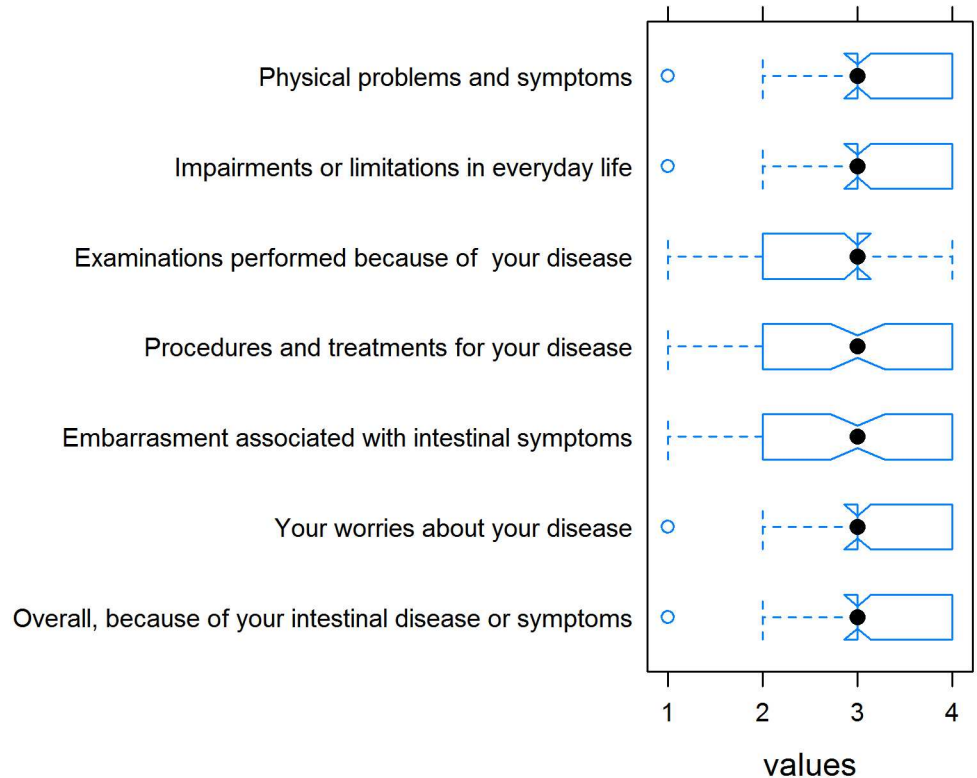 Physical problems and symptoms
Impairments or limitations in everyday life
Examinations performed because of  your disease
Procedures and treatments for your disease
Embarrasment associated with intestinal symptoms
Your worries about your disease
Overall, because of your intestinal disease or symptoms
1 2 3 4
values